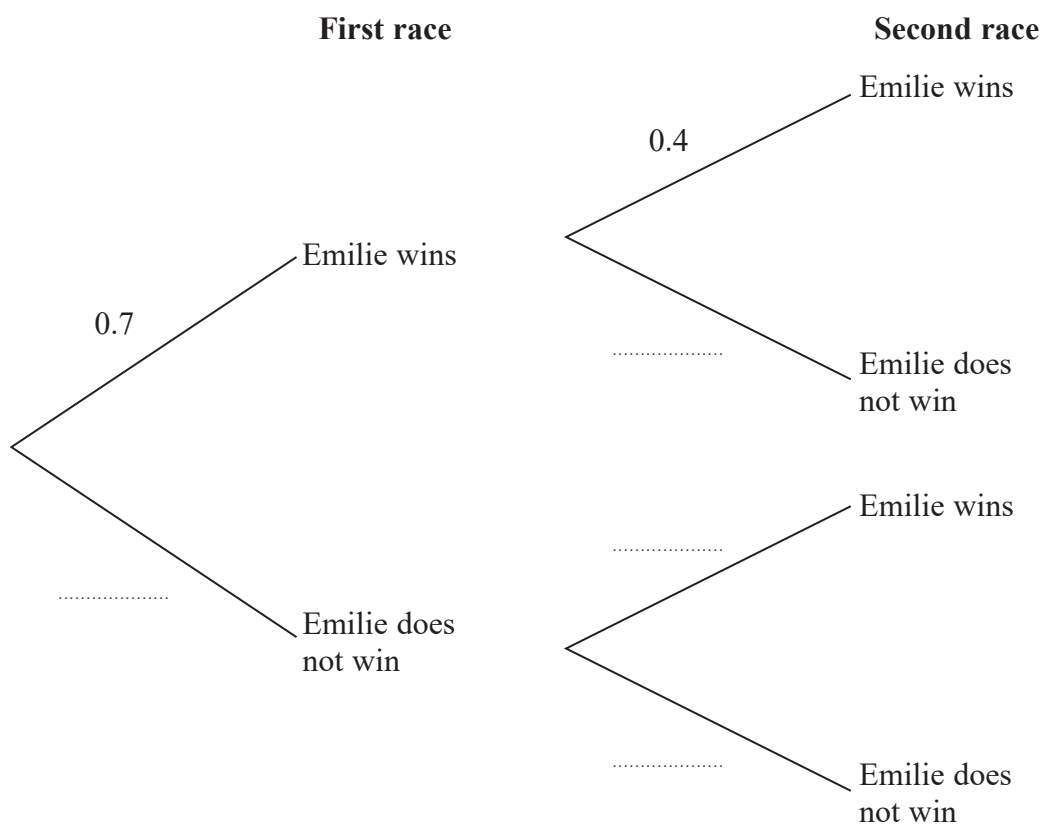 First race
Second race
Emilie wins
0.4
Emilie wins
0.7
....................
Emilie does
not win
Emilie wins
....................
....................
Emilie does
not win
....................
Emilie does
not win